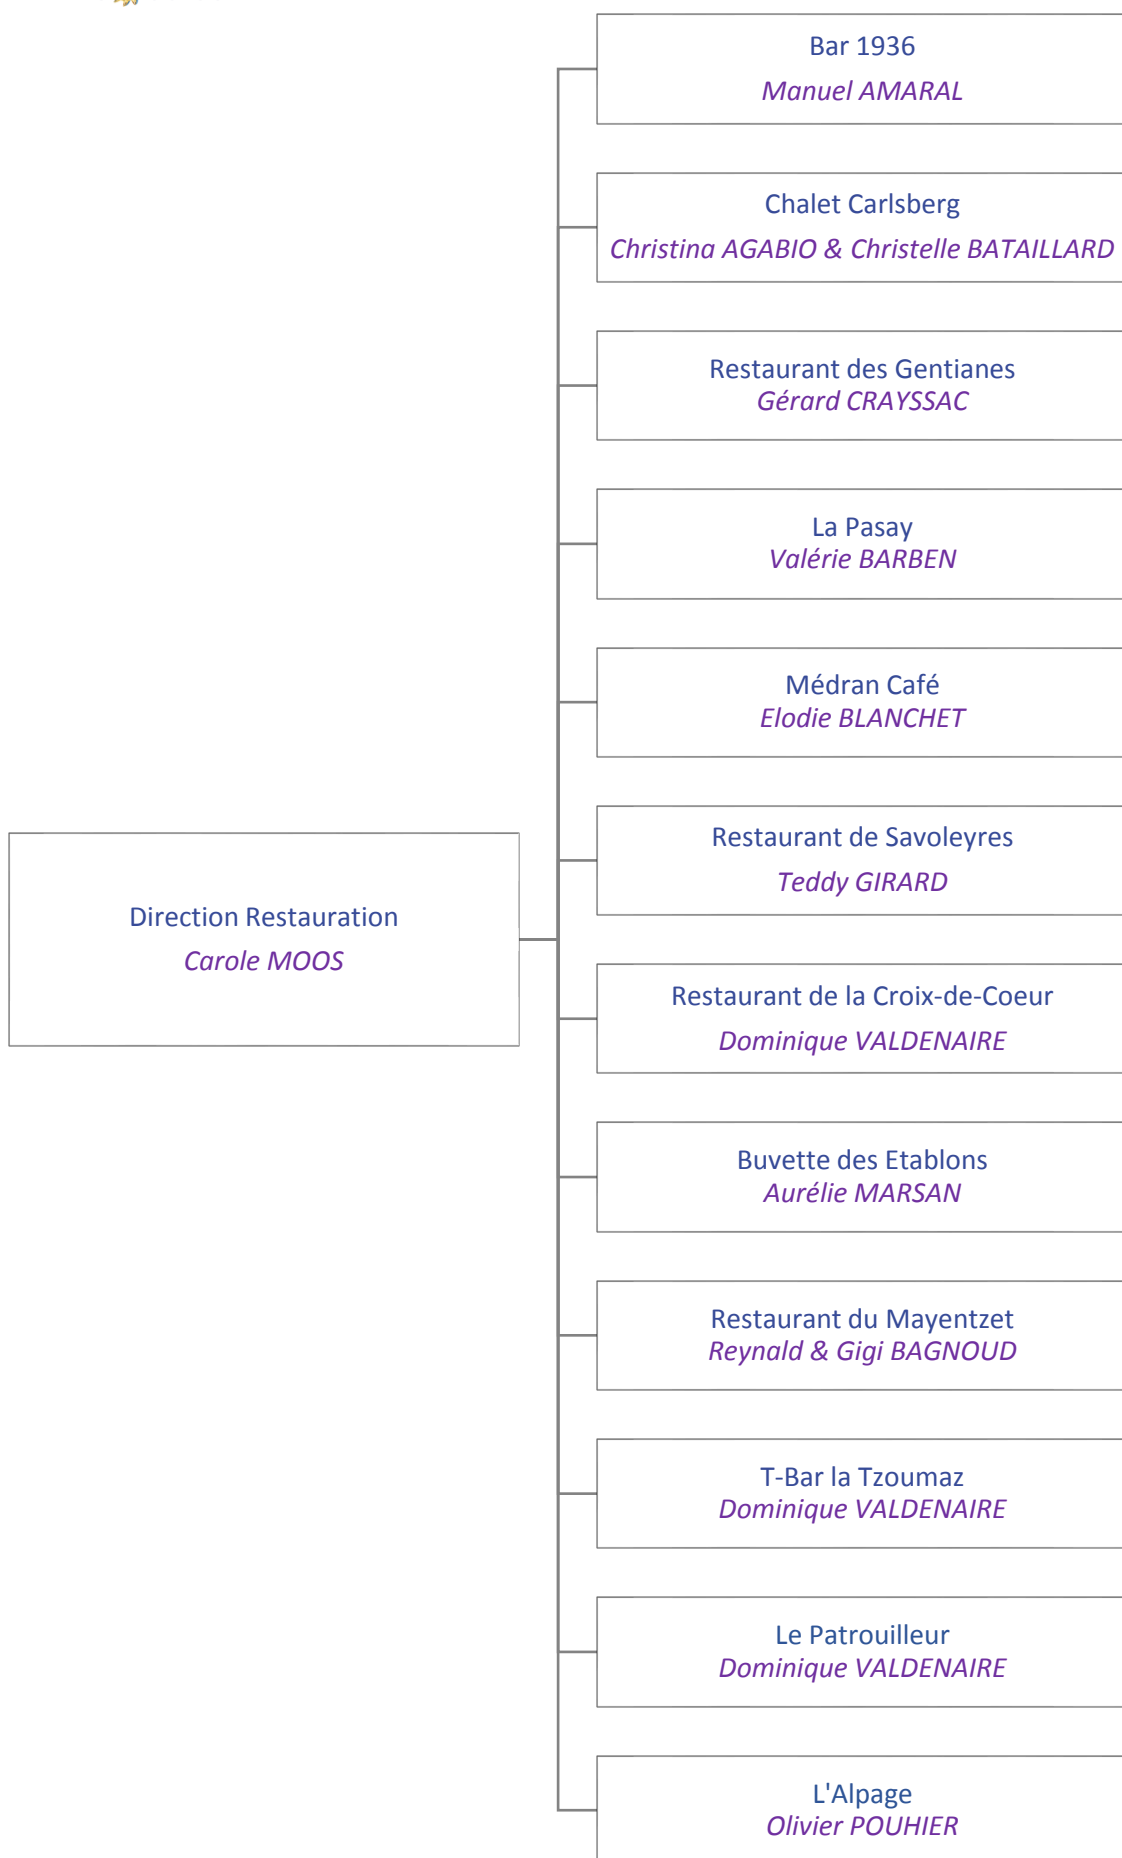 Bar 1936
Manuel AMARAL
Chalet Carlsberg
Christina AGABIO & Christelle BATAILLARD
Restaurant des Gentianes
Gérard CRAYSSAC
La Pasay
Valérie BARBEN
Médran Café
Elodie BLANCHET
Restaurant de Savoleyres
Teddy GIRARD
Direction Restauration
Carole MOOS
Restaurant de la Croix-de-Coeur
Dominique VALDENAIRE
Buvette des Etablons
Aurélie MARSAN
Restaurant du Mayentzet
Reynald & Gigi BAGNOUD
T-Bar la Tzoumaz
Dominique VALDENAIRE
Le Patrouilleur
Dominique VALDENAIRE
L'Alpage
Olivier POUHIER